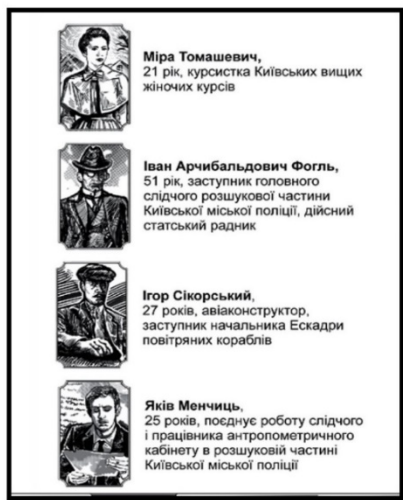 Міра Томашевич,
21 рік, курсистка Київських вищих
жіночих курсів
Іван Арчибальдович Фогль,
51 рік, заступник головного
слідчого розшукової частини
Київської міської поліції, дійсний
статський радник
Ігор Сікорський,
27 років, авіаконструктор,
заступник начальника Ескадри
повітряних кораблів
Яків Менчиць,
25 років, поєднує роботу слідчого
і працівника антропометричного
кабінету в розшуковій частині
Київської міської поліції